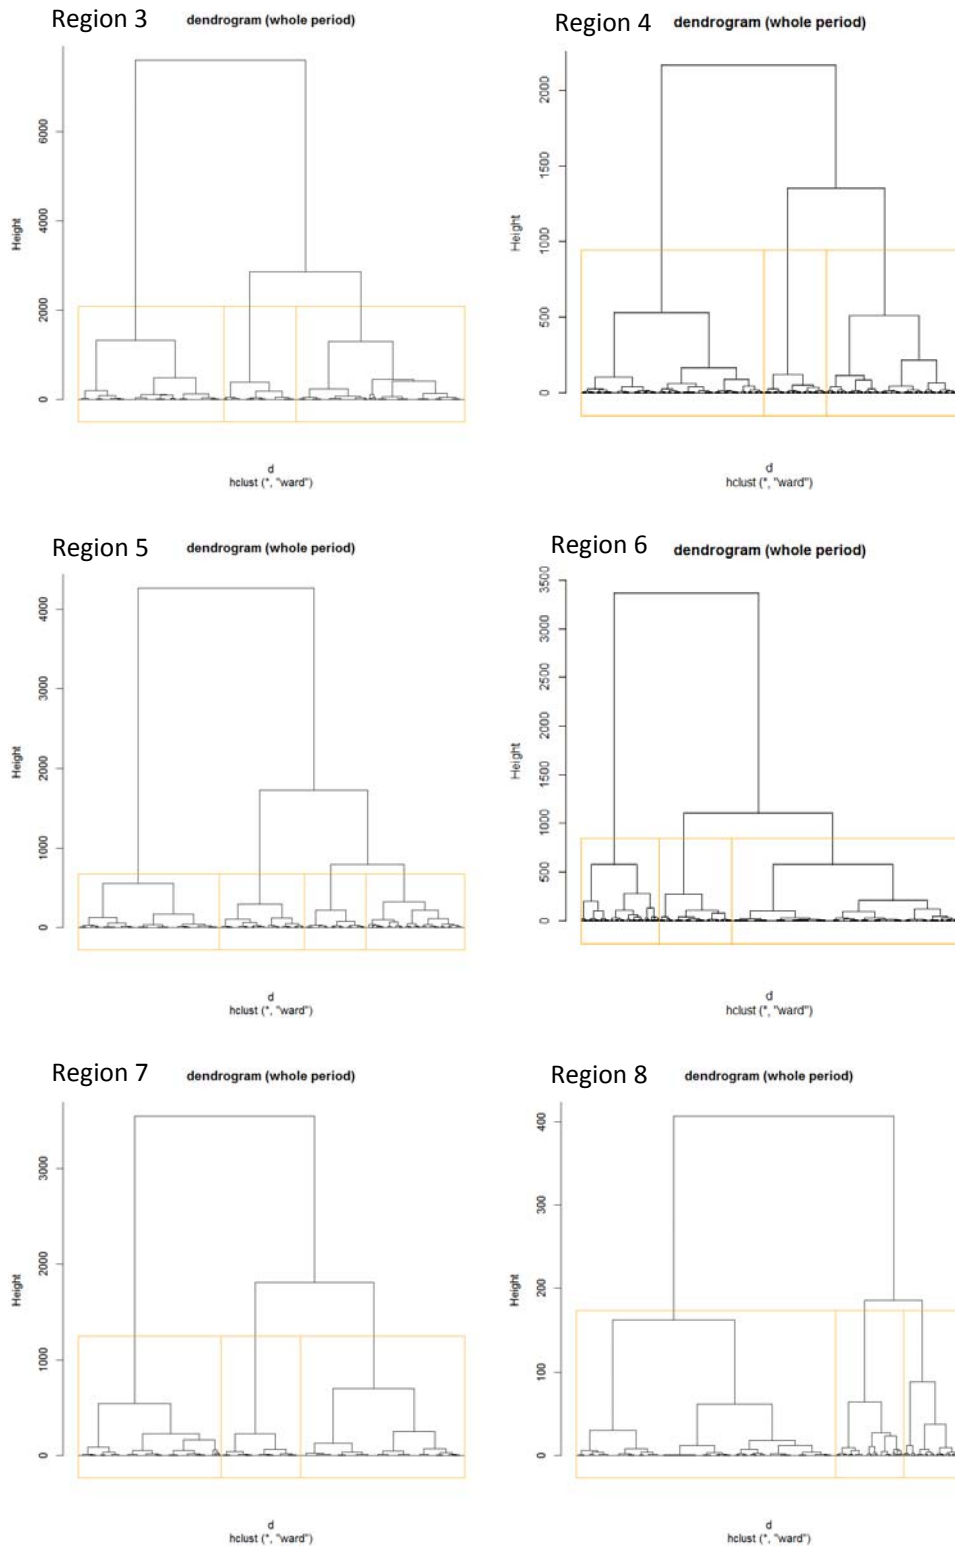 Region 3
dendrogram (whole period)
Height
0
2000
4000
6000
d
hclust (*, "ward")
Region 4
dendrogram (whole period)
Height
0
500
1000
1500
2000
d
hclust (*, "ward")
Region 5
dendrogram (whole period)
Height
0
1000
2000
3000
4000
d
hclust (*, "ward")
Region 6
dendrogram (whole period)
Height
0
500
1000
1500
2000
2500
3000
3500
d
hclust (*, "ward")
Region 7
dendrogram (whole period)
Height
0
1000
2000
3000
d
hclust (*, "ward")
Region 8
dendrogram (whole period)
Height
0
100
200
300
400
d
hclust (*, "ward")